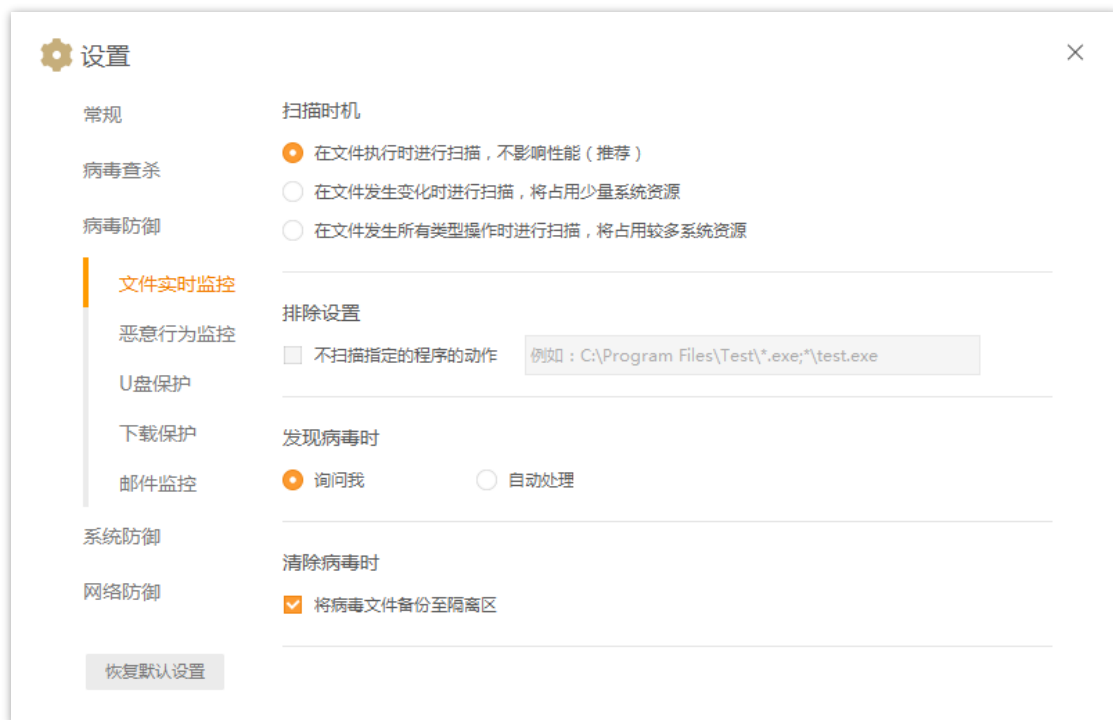 设置
常规
病毒查杀
病毒防御
文件实时监控
恶意行为监控
U盘保护
下载保护
邮件监控
系统防御
网络防御
恢复默认设置
扫描时机
在文件执行时进行扫描，不影响性能（推荐）
在文件发生变化时进行扫描，将占用少量系统资源
在文件发生所有类型操作时进行扫描，将占用较多系统资源
排除设置
不扫描指定的程序的动作
例如：C:\Program Files\Test\*.exe;*\test.exe
发现病毒时
询问我 自动处理
清除病毒时
将病毒文件备份至隔离区